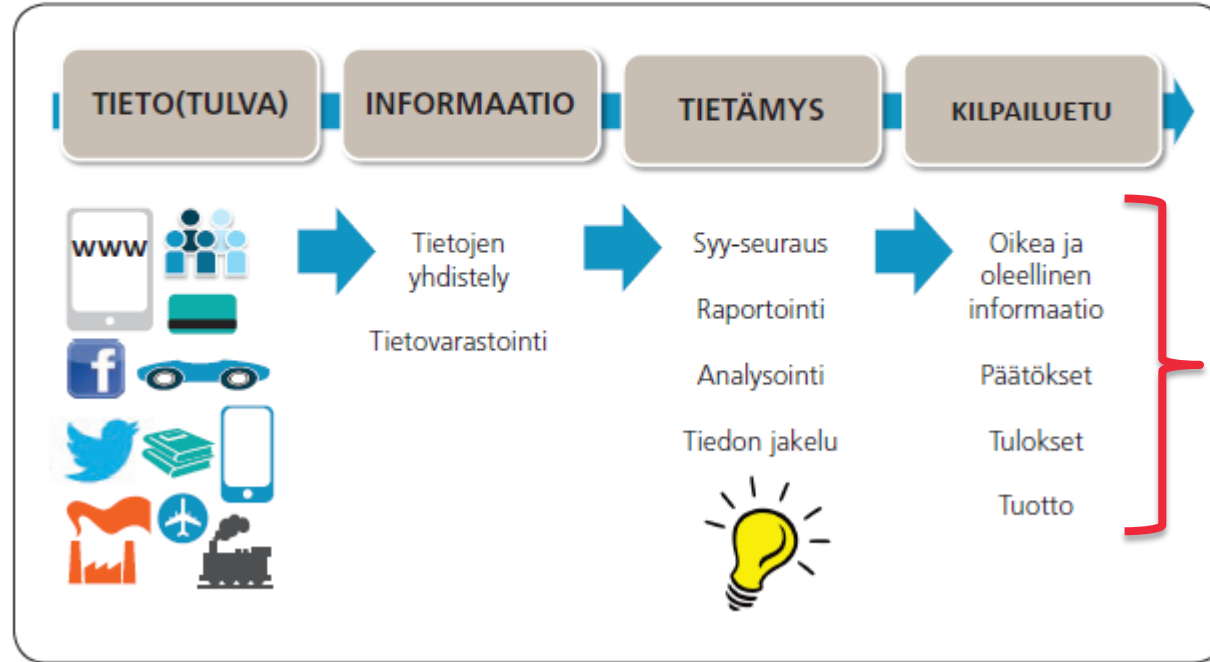 TIETO(TULVA)
INFORMAATIO
TIETÄMYS
KILPAILUETU
www
f
Tietojen
yhdistely
Tietovarastointi
Syy-seuraus
Raportointi
Analysointi
Tiedon jakelu
Oikea ja
oleellinen
informaatio
Päätökset
Tulokset
Tuotto